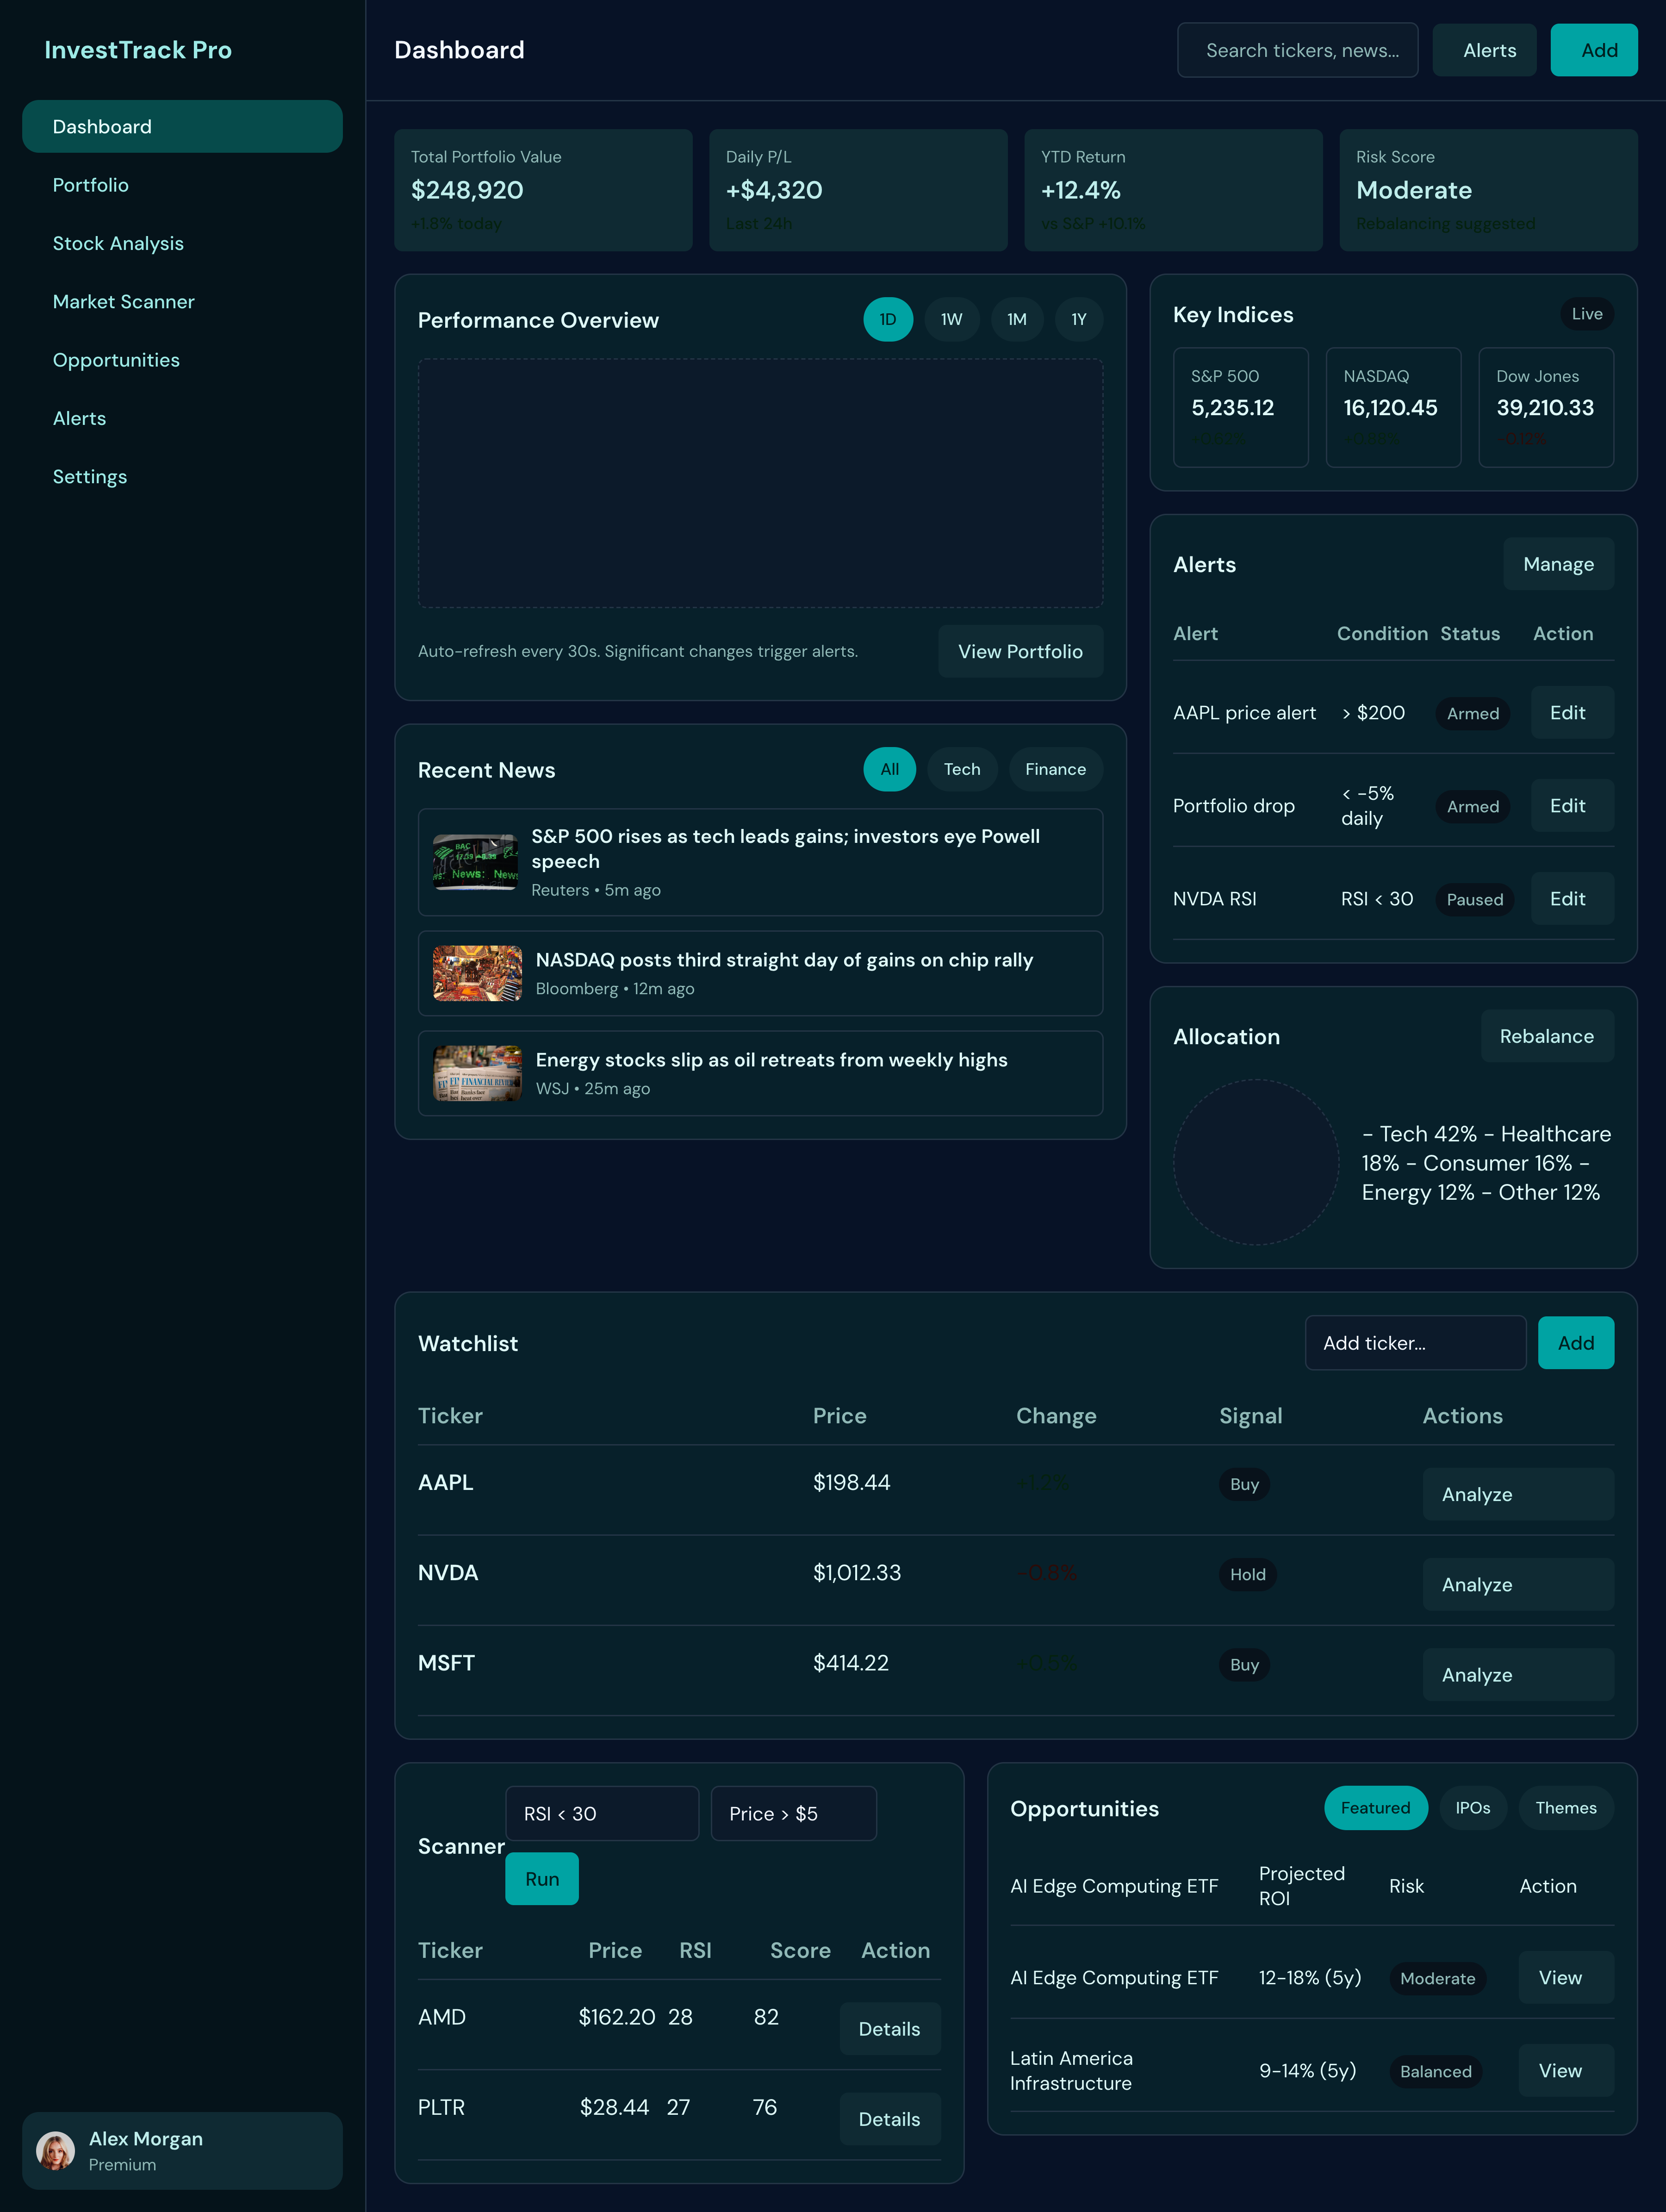 InvestTrack Pro
Dashboard
Portfolio
Stock Analysis
Market Scanner
Opportunities
Alerts
Settings
Alex Morgan
Premium
Dashboard
Search tickers, news...
Alerts
Add
Total Portfolio Value
$248,920
+1.8% today
Daily P/L
+$4,320
Last 24h
YTD Return
+12.4%
vs S&P +10.1%
Risk Score
Moderate
Rebalancing suggested
Performance Overview
1D 1W 1M 1Y
Auto-refresh every 30s. Significant changes trigger alerts.
View Portfolio
Recent News
All Tech Finance
BAC
News: News
S&P 500 rises as tech leads gains; investors eye Powell
speech
Reuters • 5m ago
NASDAQ posts third straight day of gains on chip rally
Bloomberg • 12m ago
FINANCIAL REVIEW
Energy stocks slip as oil retreats from weekly highs
WSJ • 25m ago
Key Indices
Live
S&P 500
5,235.12
NASDAQ
16,120.45
Dow Jones
39,210.33
-0.12%
Alerts
Manage
Alert Condition Status Action
AAPL price alert > $200 Armed Edit
Portfolio drop < -5%
daily Armed Edit
NVDA RSI RSI < 30 Paused Edit
Allocation
Rebalance
- Tech 42% - Healthcare
18% - Consumer 16% -
Energy 12% - Other 12%
Watchlist
Add ticker...
Add
Ticker Price Change Signal Actions
AAPL $198.44 +1.2% Buy Analyze
NVDA $1,012.33 -0.8% Hold Analyze
MSFT $414.22 +0.5% Buy Analyze
Scanner
RSI < 30
Price > $5
Run
Ticker Price RSI Score Action
AMD $162.20 28 82 Details
PLTR $28.44 27 76 Details
Opportunities
Featured IPOs Themes
AI Edge Computing ETF Projected
ROI Risk Action
AI Edge Computing ETF 12-18% (5y) Moderate View
Latin America
Infrastructure 9-14% (5y) Balanced View